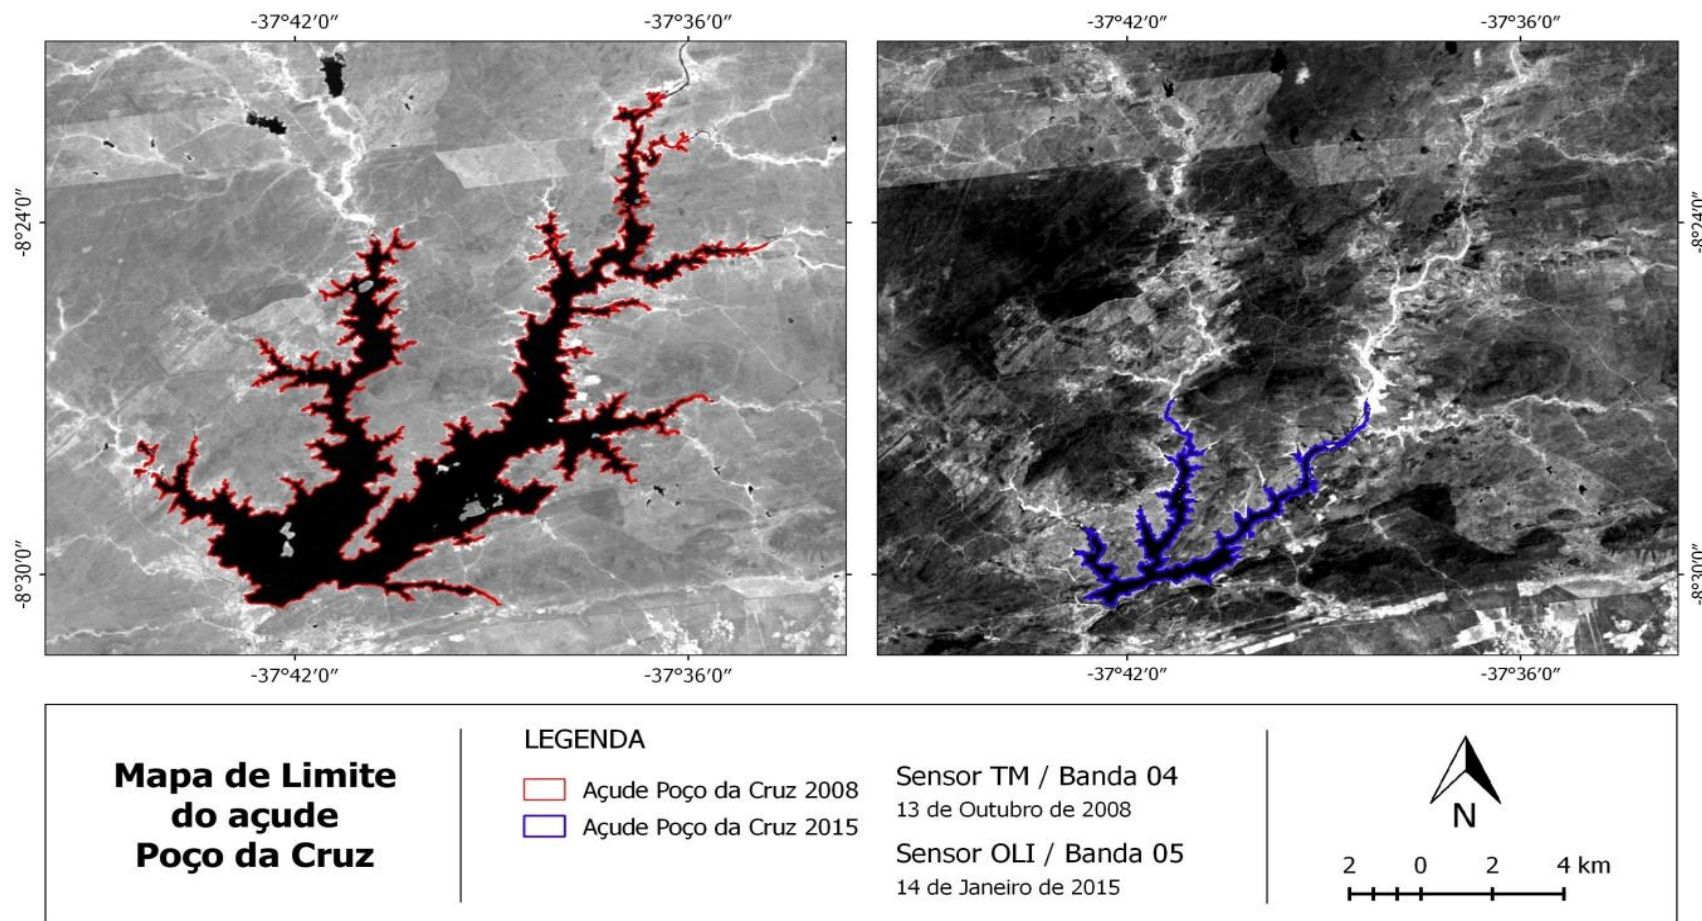 -37°42′0″
-37°36′0″
-37°42′0″
-37°36′0″
-8°24′0″
-8°24′0″
-8°30′0″
-8°30′0″
-37°42′0″
-37°36′0″
-37°42′0″
-37°36′0″
Mapa de Limite
do açude
Poço da Cruz
LEGENDA
Açude Poço da Cruz 2008
Açude Poço da Cruz 2015
Sensor TM / Banda 04
13 de Outubro de 2008
Sensor OLI / Banda 05
14 de Janeiro de 2015
N
2 0 2 4 km